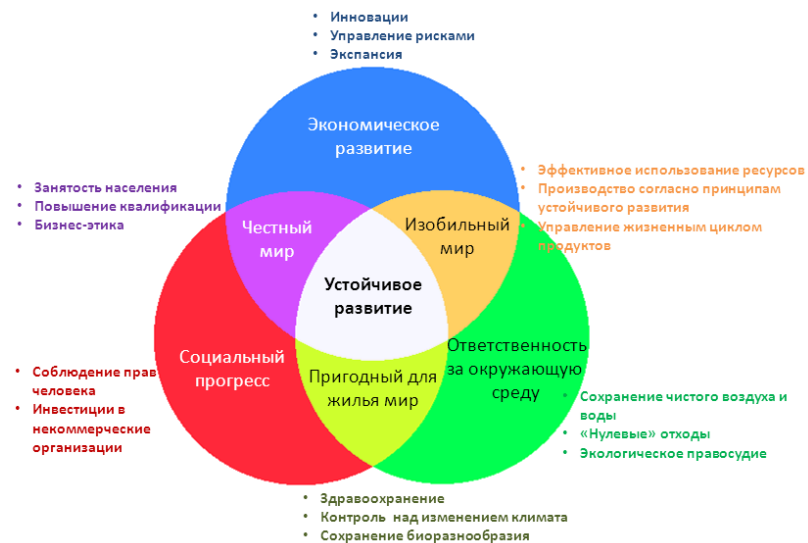 • Инновации
• Управление рисками
• Экспансия
Экономическое
развитие
• Эффективное использование ресурсов
• Производство согласно принципам
устойчивого развития
• Управление жизненным циклом
продуктов
• Занятость населения
• Повышение квалификации
• Бизнес-этика
Честный
мир
Изобильный
мир
Устойчивое
развитие
Социальный
прогресс
Пригодный для
жилья мир
Ответственность
за окружающую
среду
• Соблюдение прав
человека
• Инвестиции в
некоммерческие
организации
• Сохранение чистого воздуха и
воды
• «Нулевые» отходы
• Экологическое правосудие
• Здравоохранение
• Контроль над изменением климата
• Сохранение биоразнообразия